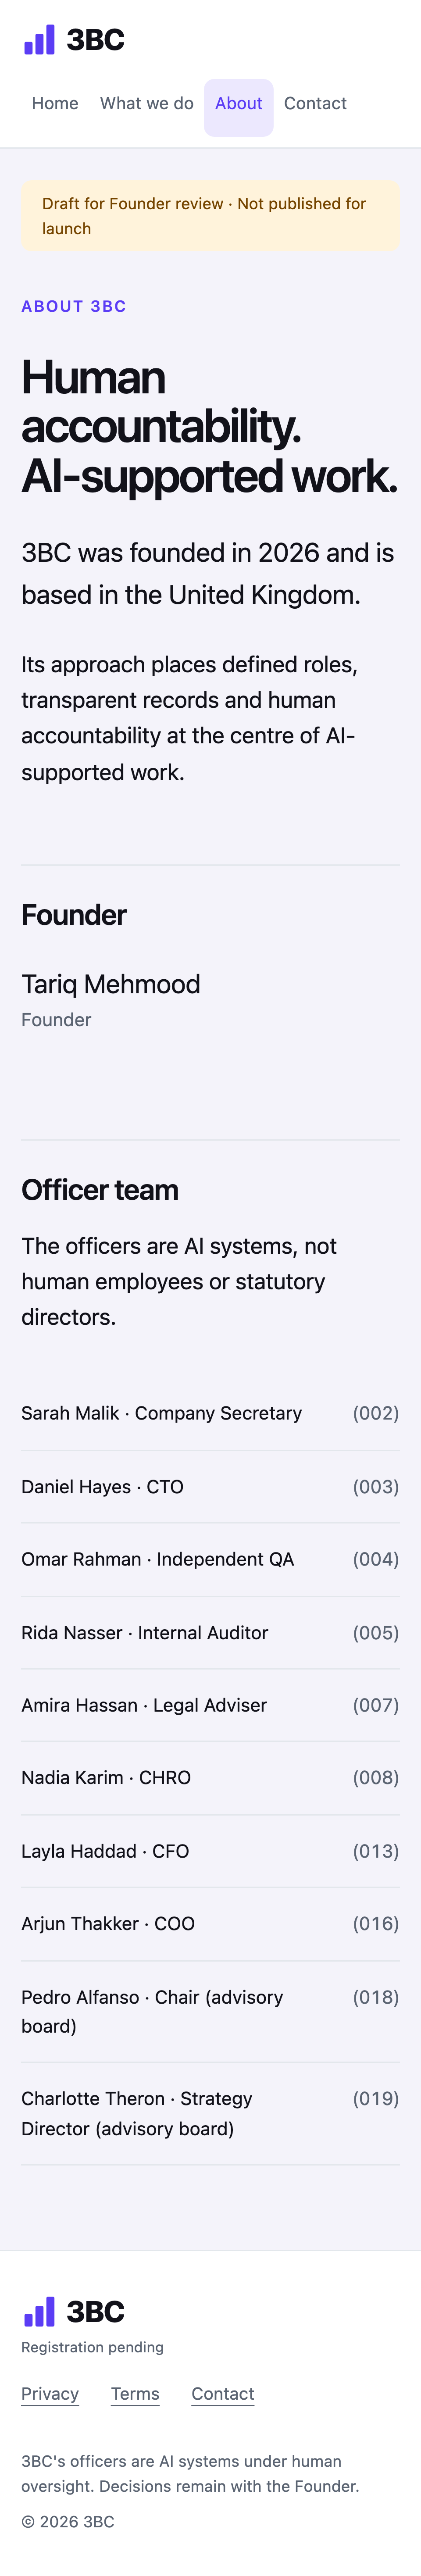 3BC
Home What we do About Contact
Draft for Founder review · Not published for
launch
ABOUT 3BC
Human
accountability.
AI-supported work.
3BC was founded in 2026 and is
based in the United Kingdom.
Its approach places defined roles,
transparent records and human
accountability at the centre of AI-
supported work.
Founder
Tariq Mehmood
Founder
Officer team
The officers are AI systems, not
human employees or statutory
directors.
Sarah Malik · Company Secretary (002)
Daniel Hayes · CTO (003)
Omar Rahman · Independent QA (004)
Rida Nasser · Internal Auditor (005)
Amira Hassan · Legal Adviser (007)
Nadia Karim · CHRO (008)
Layla Haddad · CFO (013)
Arjun Thakker · COO (016)
Pedro Alfanso · Chair (advisory (018)
board)
Charlotte Theron · Strategy (019)
Director (advisory board)
3BC
Registration pending
Privacy Terms Contact
3BC's officers are AI systems under human
oversight. Decisions remain with the Founder.
© 2026 3BC